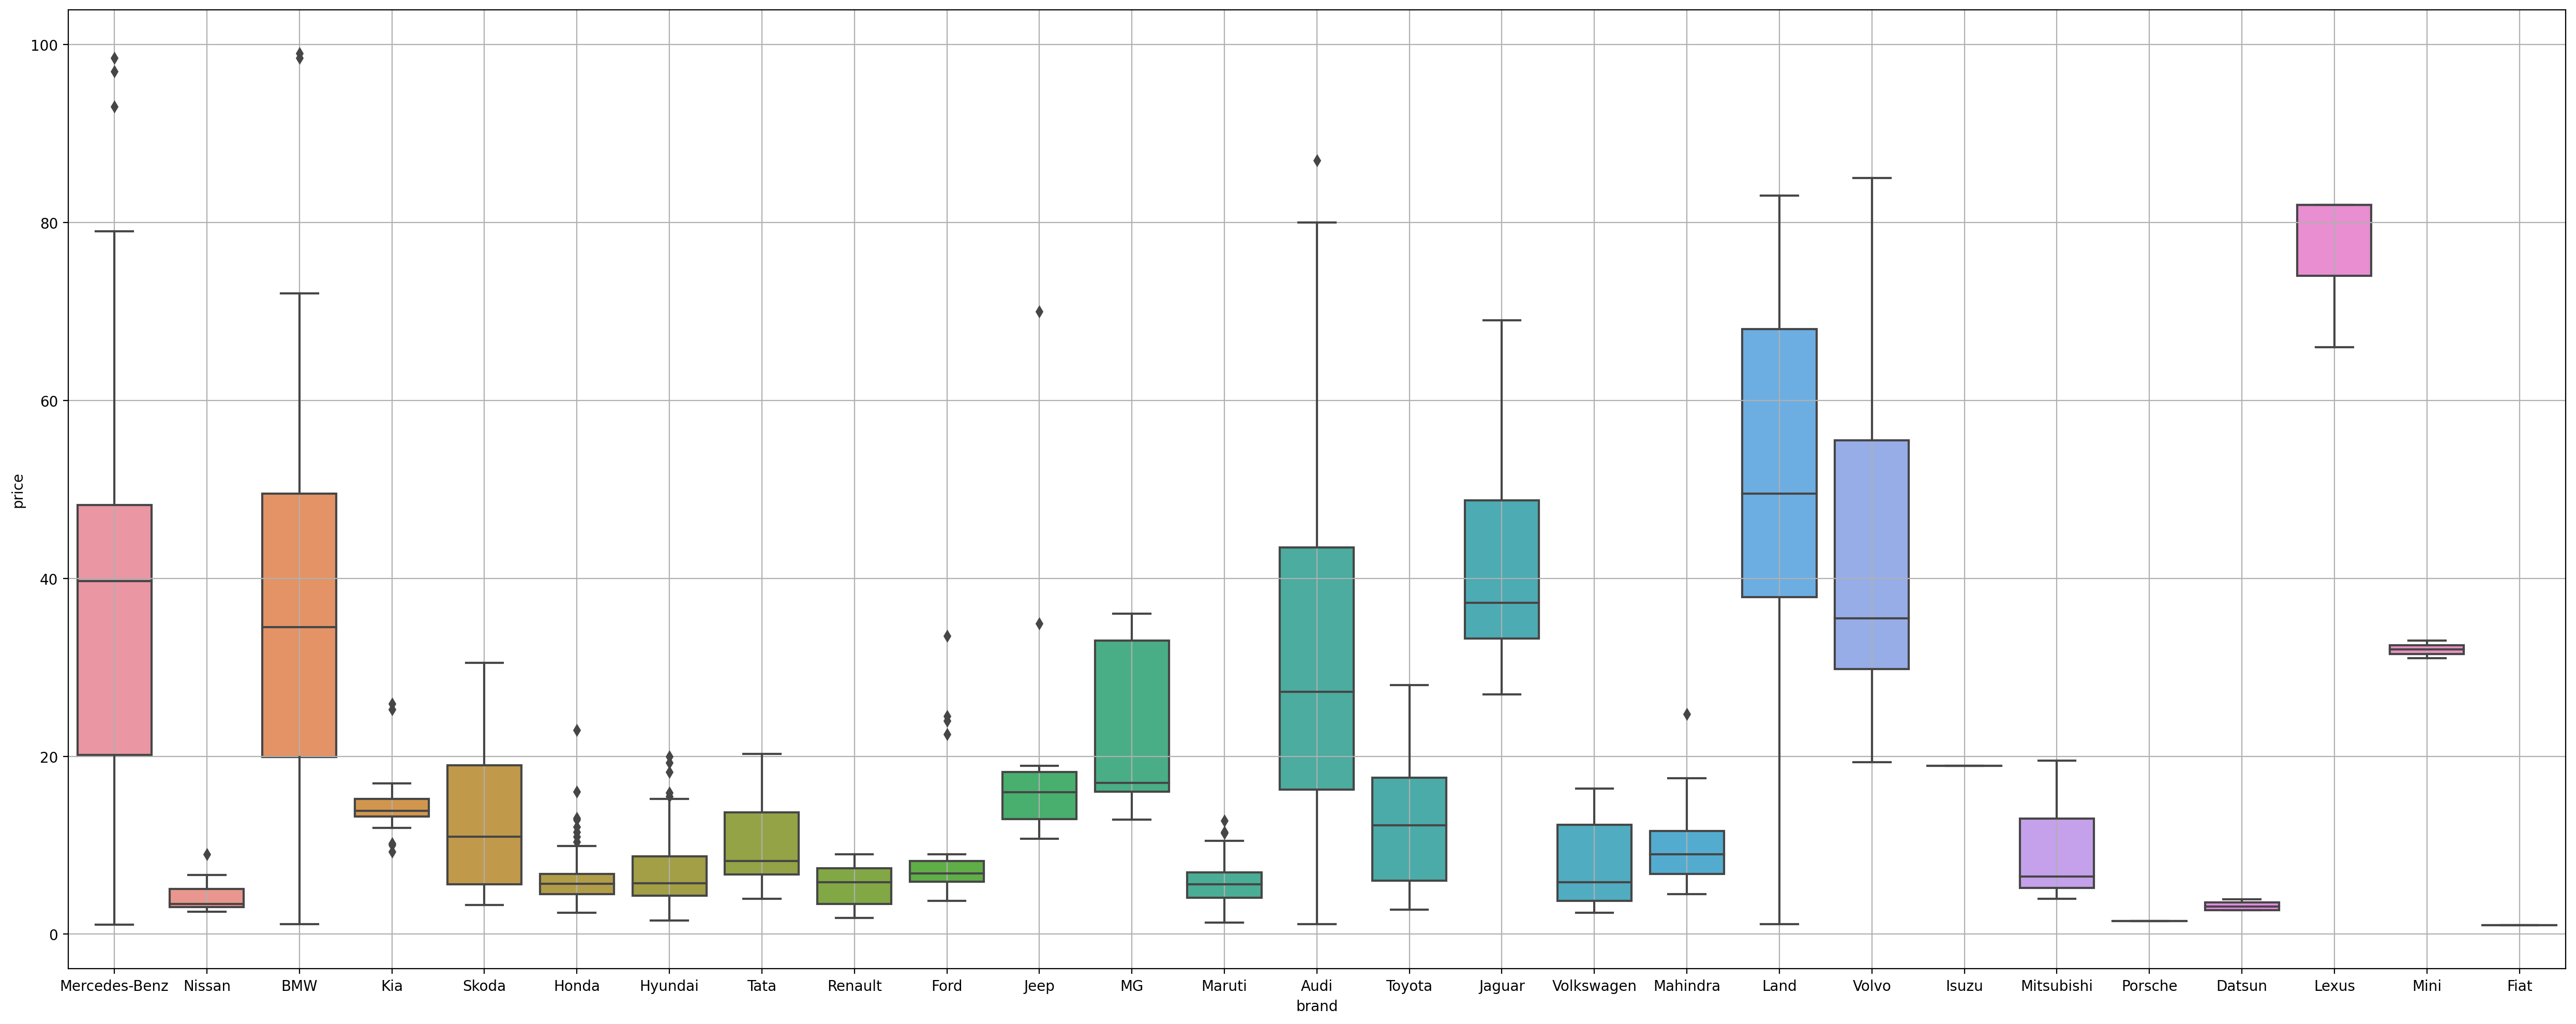 100
80
60
40
20
0
price
Mercedes-Benz Nissan BMW Kia Skoda Honda Hyundai Tata Renault Ford Jeep MG Maruti Audi Toyota Jaguar Volkswagen Mahindra Land Volvo Isuzu Mitsubishi Porsche Datsun Lexus Mini Fiat
brand